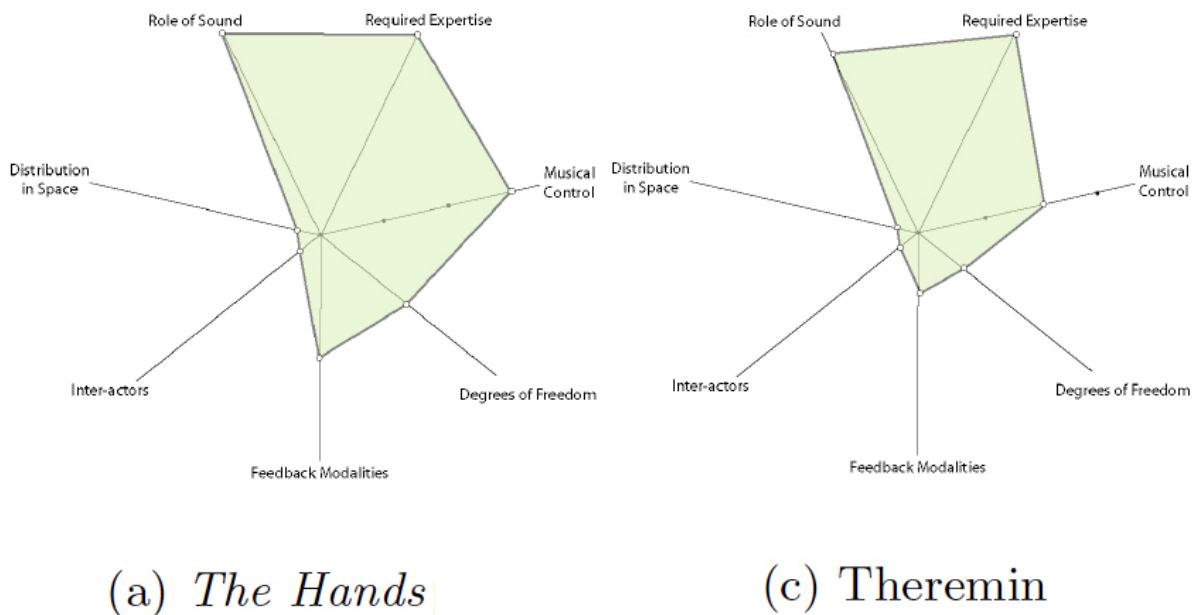 Role of Sound
Required Expertise
Distribution
in Space
Musical
Control
Inter-actors
Degrees of Freedom
Feedback Modalities
(a) The Hands
Role of Sound
Required Expertise
Distribution
in Space
Musical
Control
Inter-actors
Degrees of Freedom
Feedback Modalities
(c) Theremin